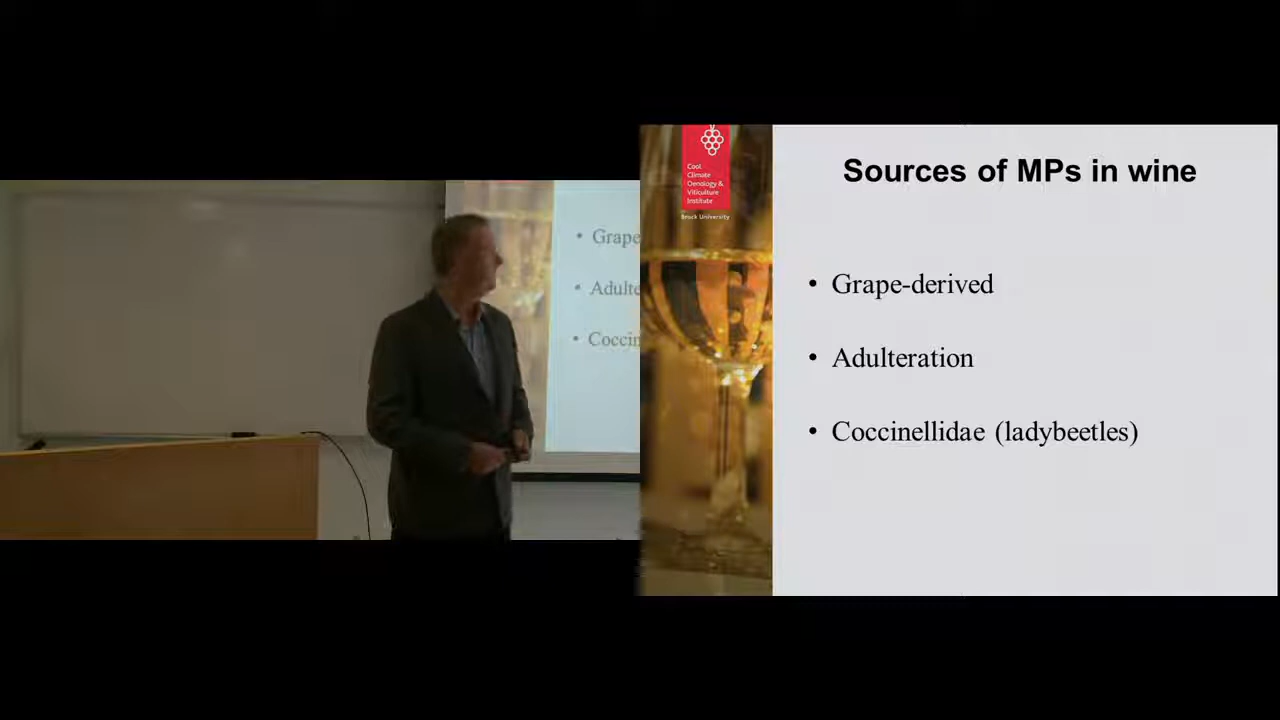 Grape
Adulte
Coccin
Cool
Climate
Oenology &
Viticulture
Institute
Brock University
Sources of MPs in wine
• Grape-derived
• Adulteration
• Coccinellidae (ladybeetles)